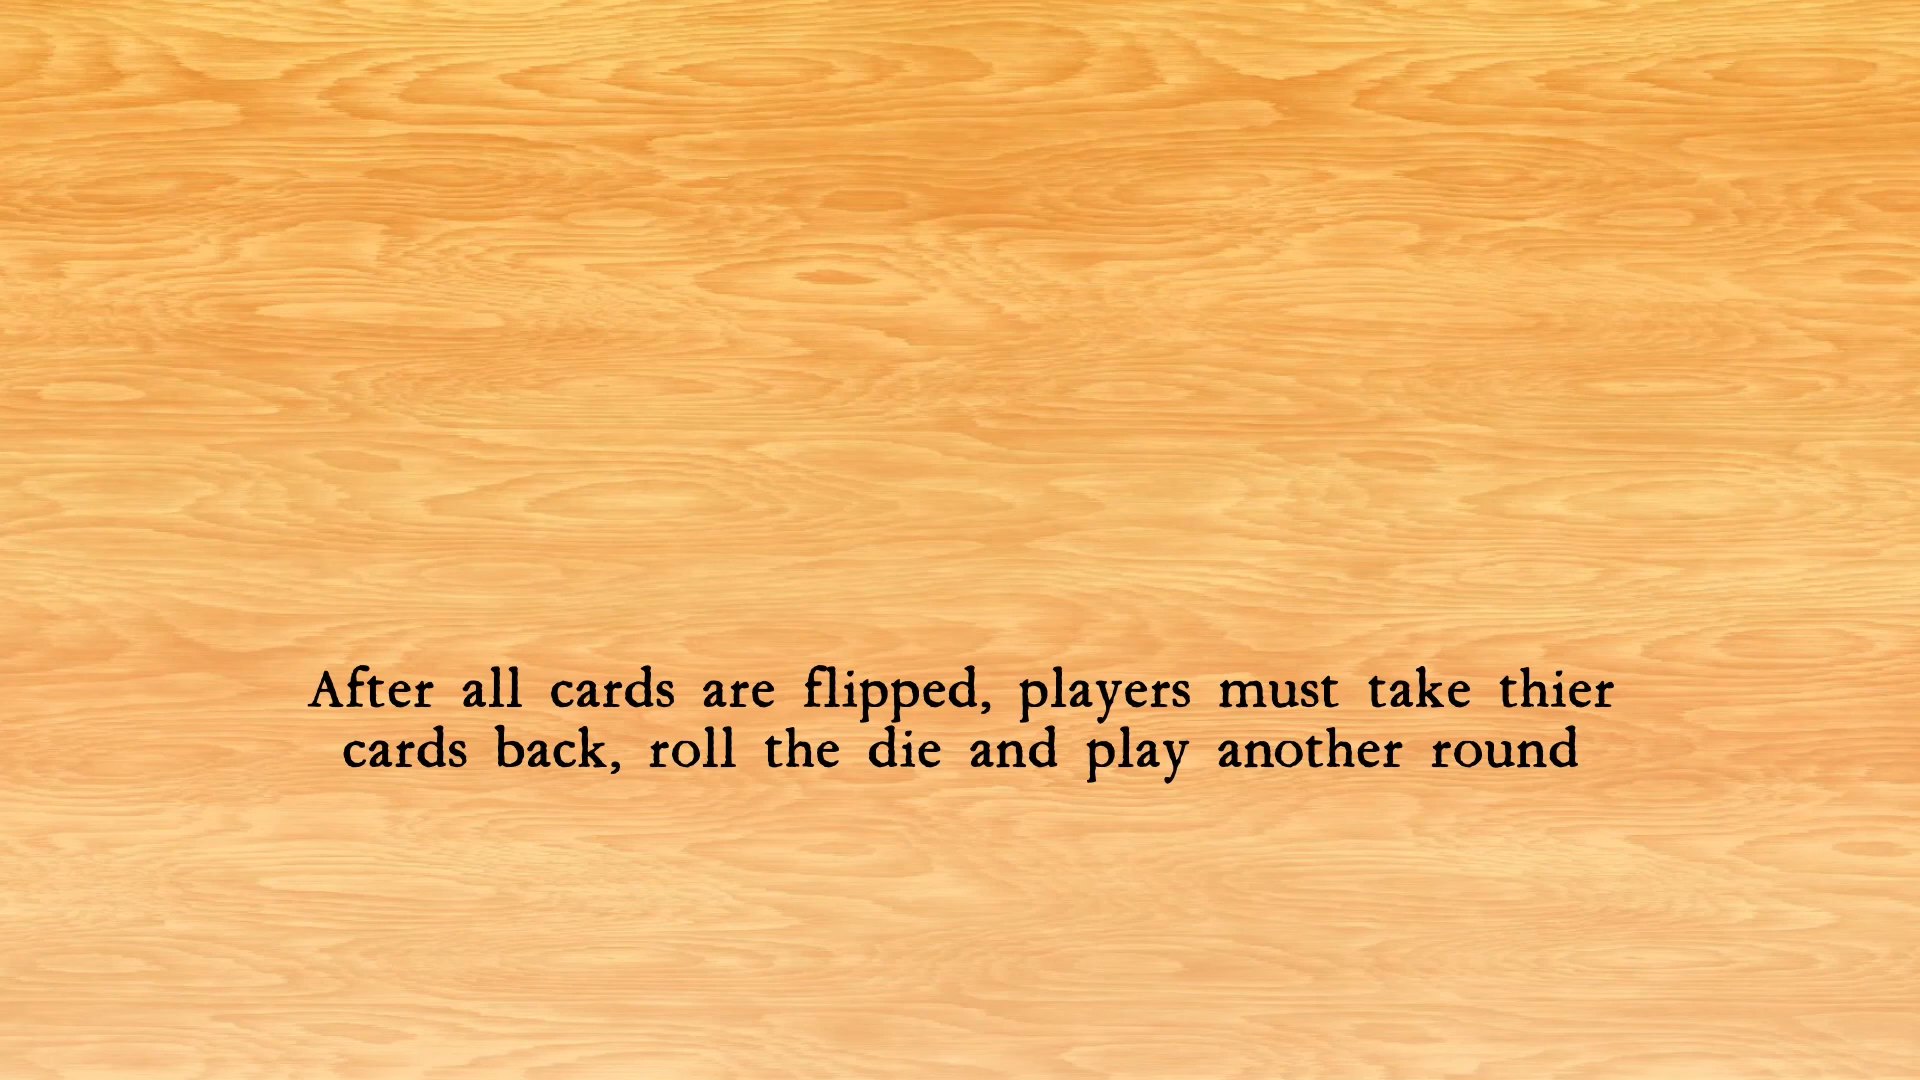 After all cards are flipped, players must take thier
cards back, roll the die and play another round